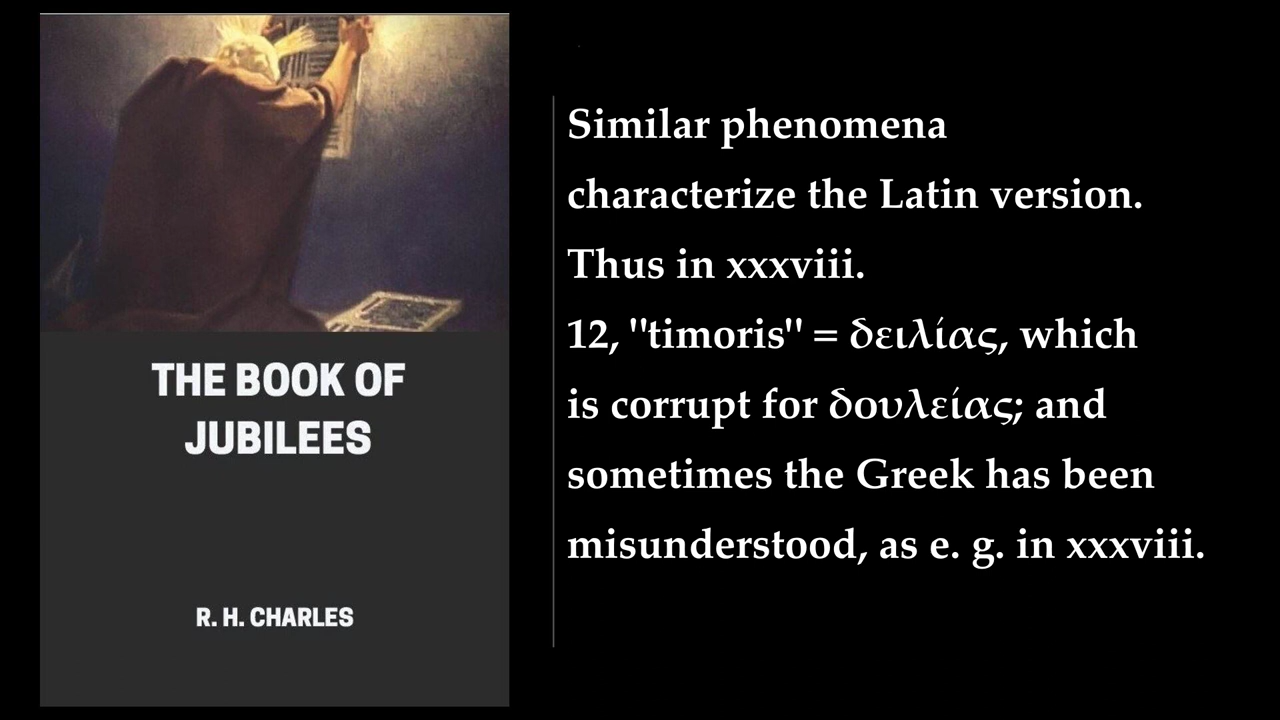 THE BOOK OF
JUBILEES
R. H. CHARLES
Similar phenomena
characterize the Latin version.
Thus in xxxviii.
12, "timoris" = δειλίας, which
is corrupt for δουλείας; and
sometimes the Greek has been
misunderstood, as e. g. in xxxviii.